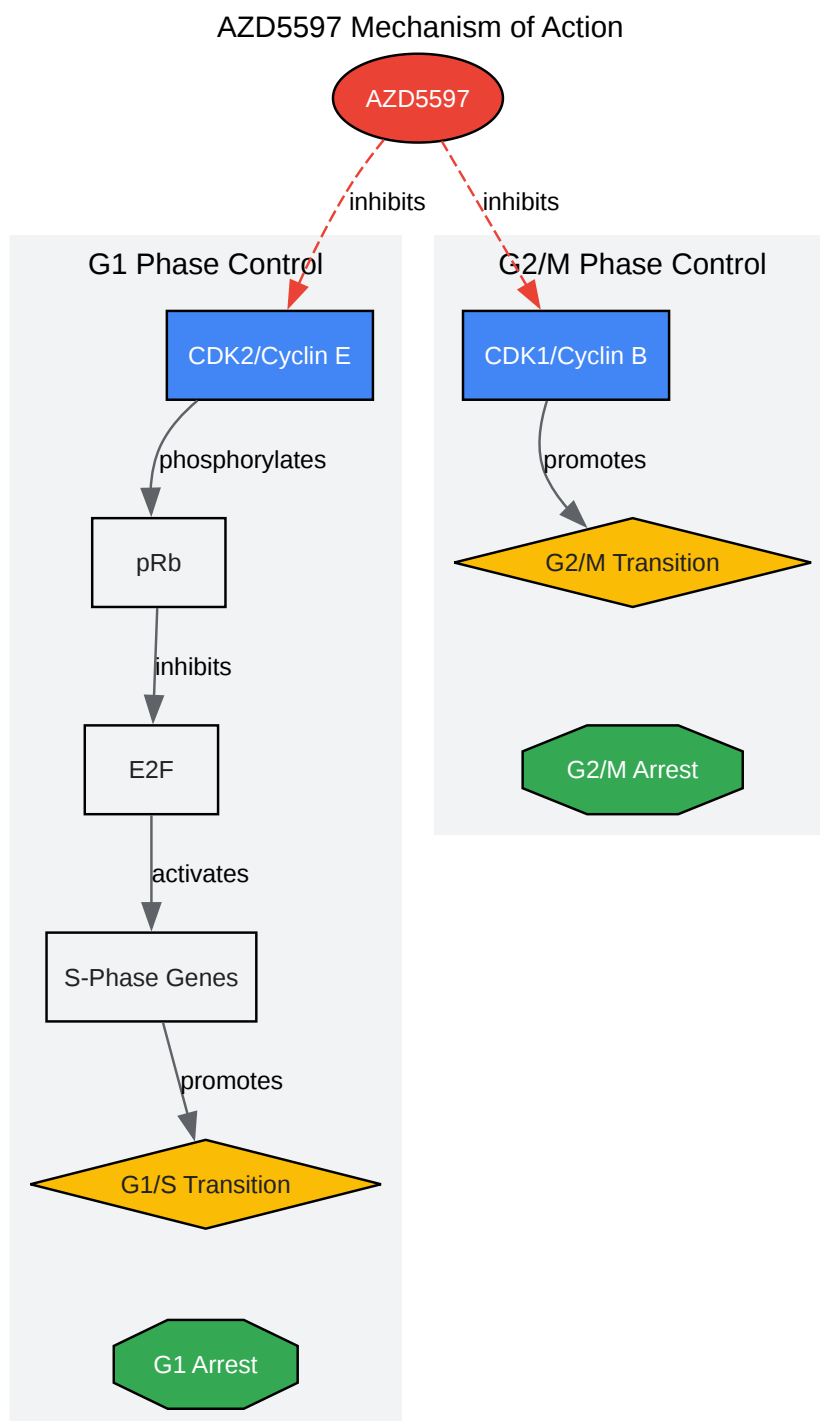 AZD5597 Mechanism of Action
AZD5597
inhibits
inhibits
G1 Phase Control
CDK2/Cyclin E
phosphorylates
pRb
inhibits
E2F
activates
S-Phase Genes
promotes
G1/S Transition
G1 Arrest
G2/M Phase Control
CDK1/Cyclin B
promotes
G2/M Transition
G2/M Arrest